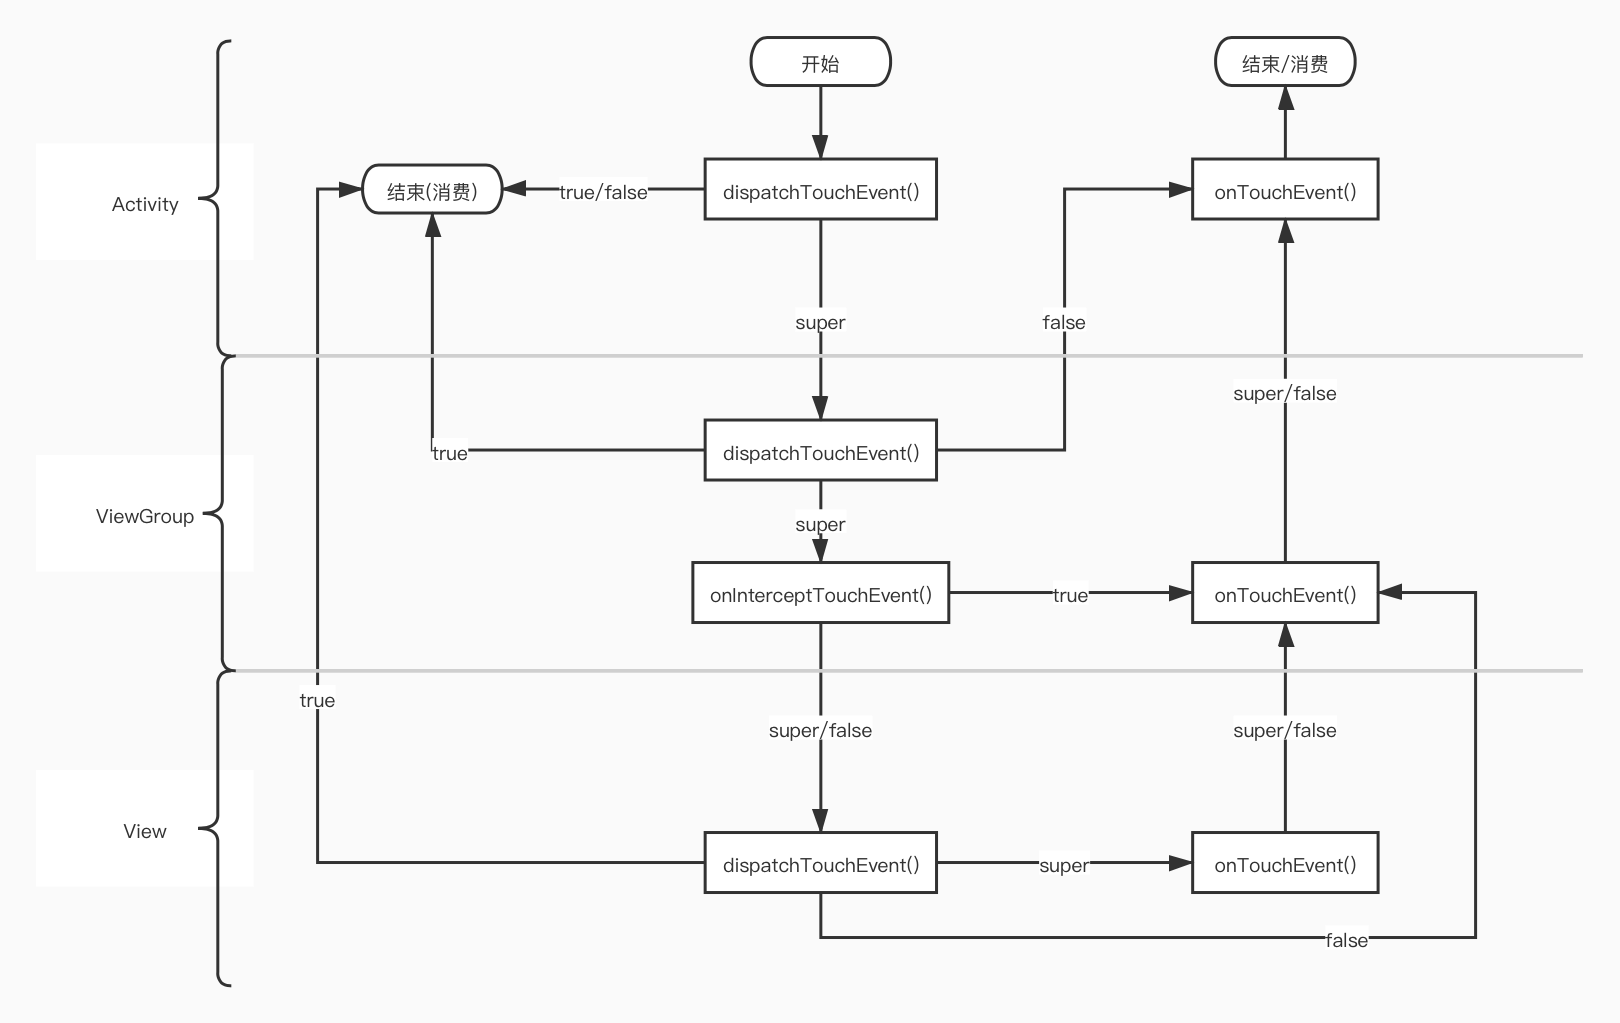 开始
结束/消费
Activity
结束(消费)
true/false
dispatchTouchEvent()
onTouchEvent()
super
false
super/false
true
dispatchTouchEvent()
ViewGroup
super
onInterceptTouchEvent()
true
onTouchEvent()
true
super/false
super/false
View
dispatchTouchEvent()
super
onTouchEvent()
false